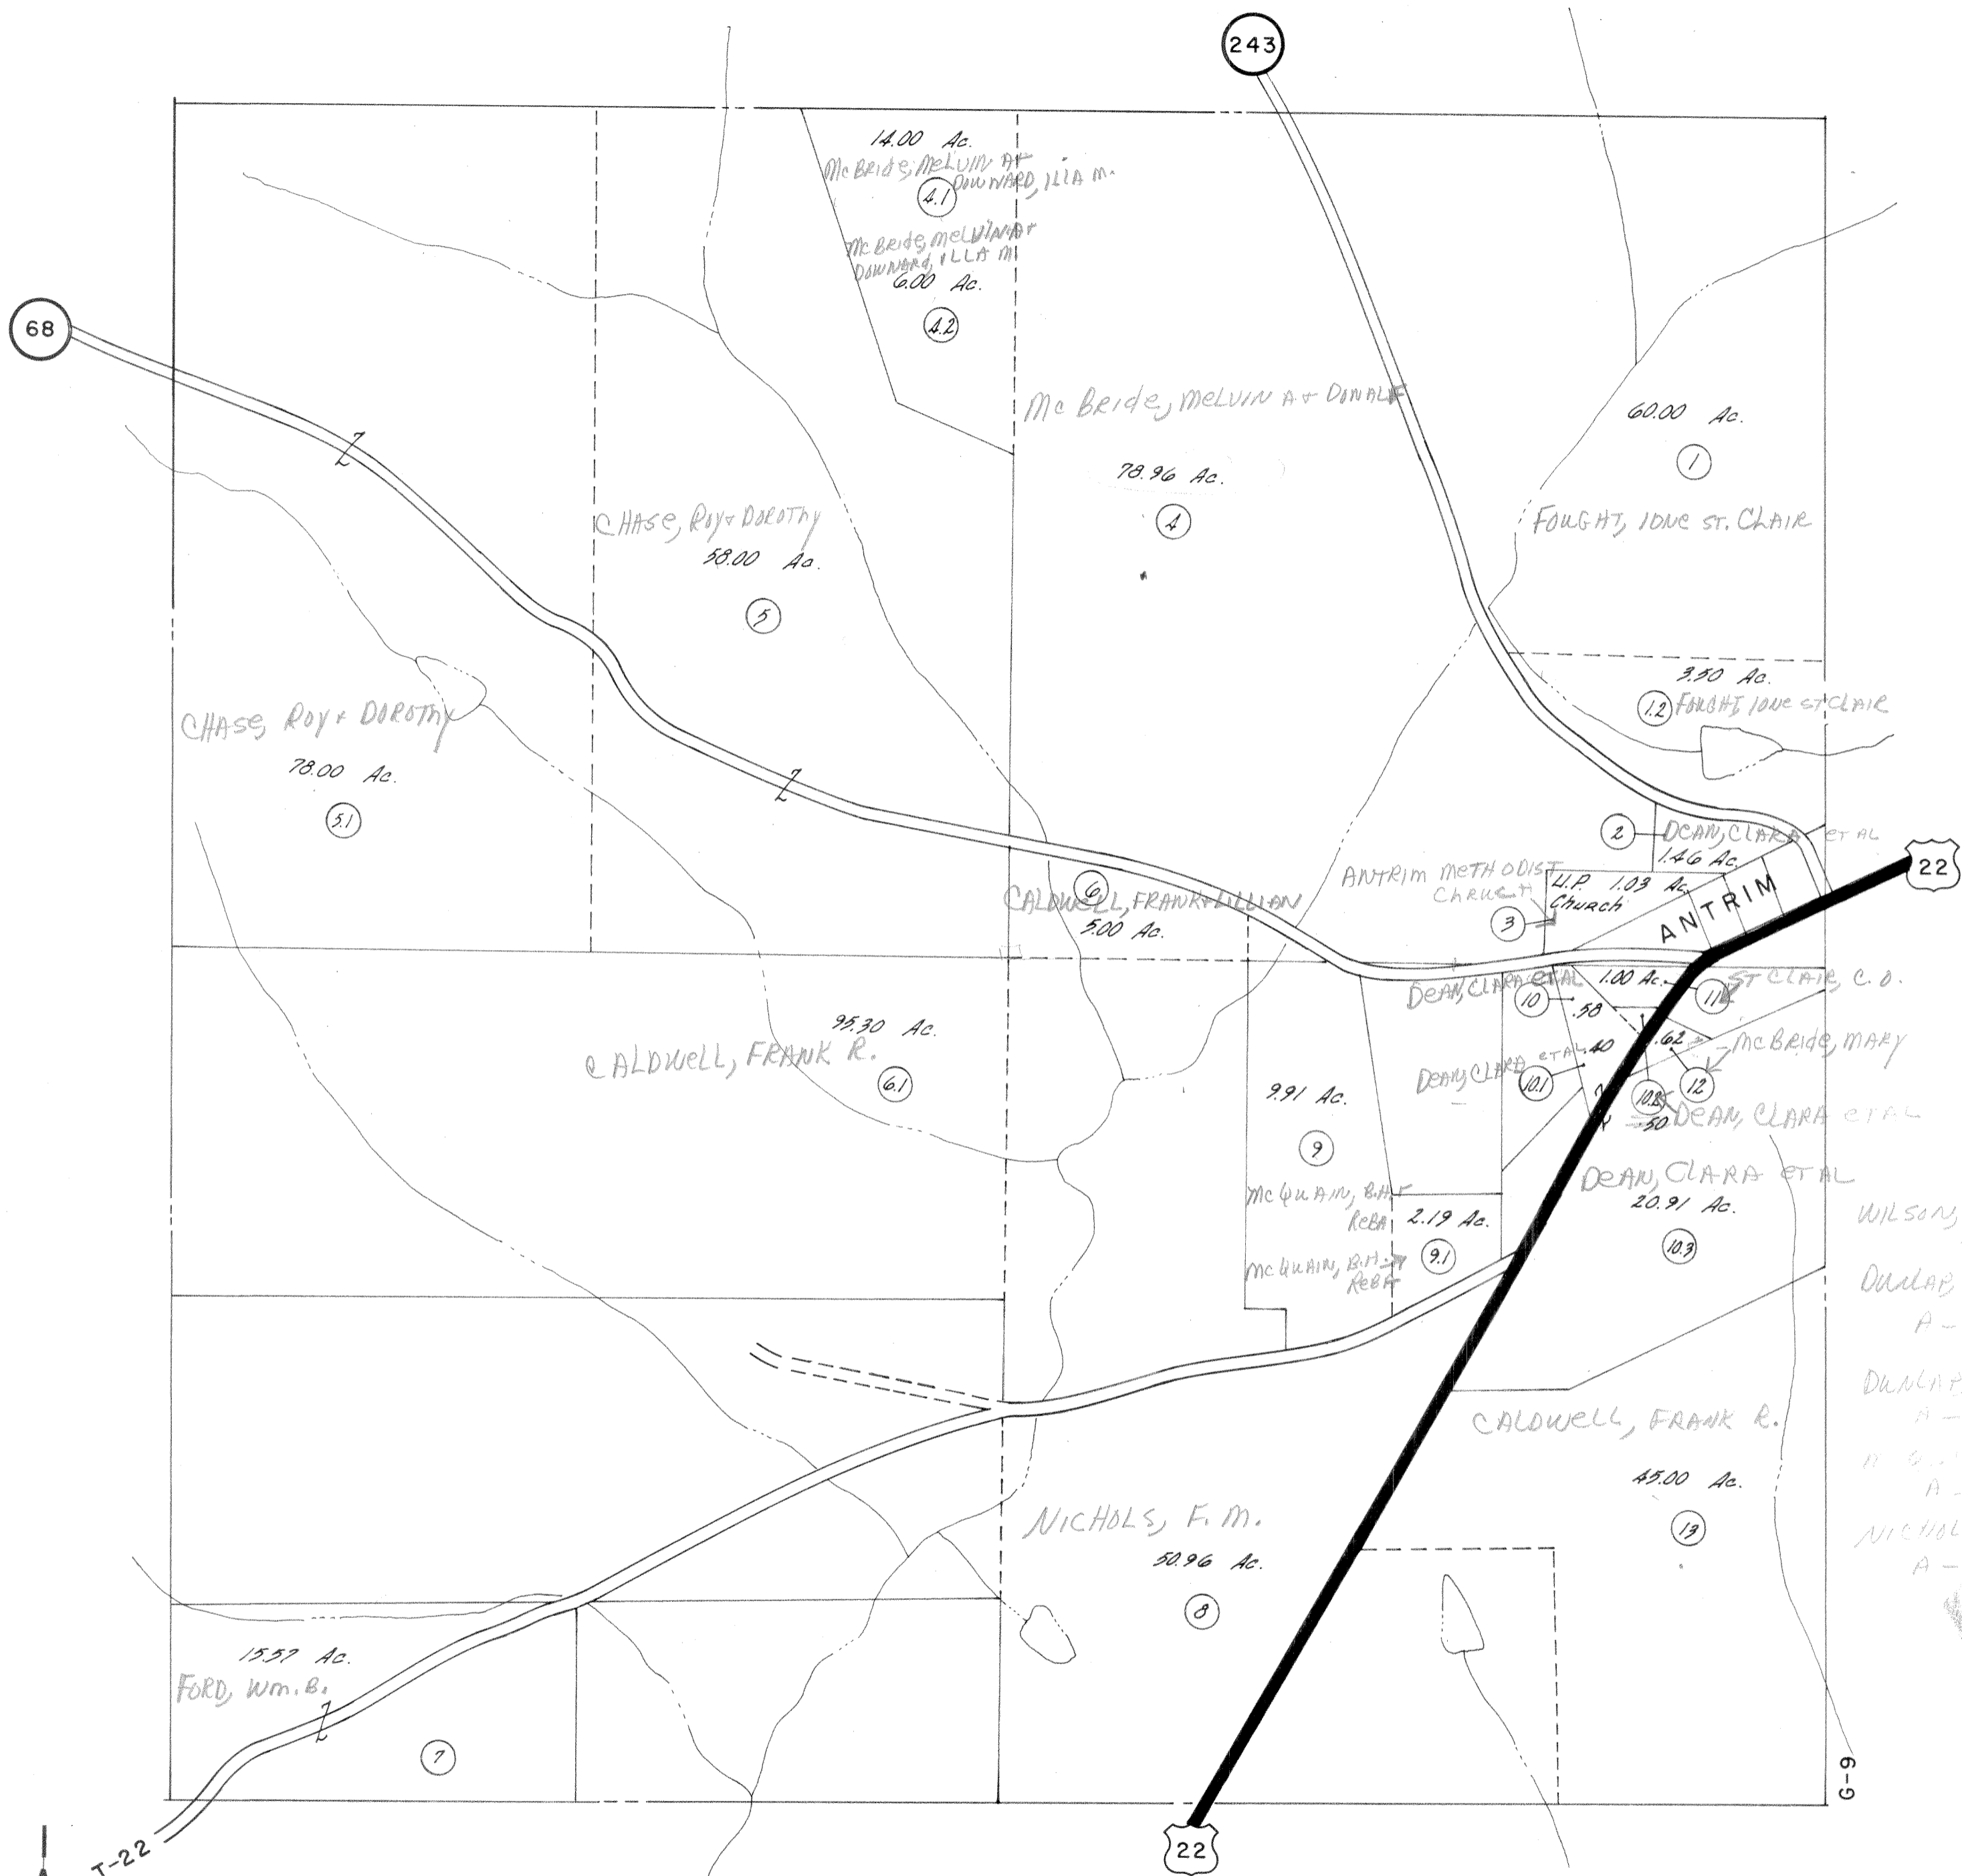 243
14.00 Ac.
McBride, MELVIN A+
DOWNARD, ILLA M.
4.1
McBride, MELVIN A+
DOWNARD, ILLA M.
6.00 Ac.
4.2
68
McBride, MELVIN A + DONALD F
78.96 Ac.
4
60.00 Ac.
1
FOUGHT, IONE ST. CLAIR
CHASE, ROY + DOROTHY
58.00 Ac.
5
3.50 Ac.
1.2 FOUGHT, IONE ST CLAIR
CHASE, ROY + DOROTHY
78.00 Ac.
5.1
2 DEAN, CLARA ET AL
1.46 Ac.
22
ANTRIM METHODIST
U.P. 1.03 Ac.
Church
3
ANTRIM
6
CALDWELL, FRANK + LILLIAN
5.00 Ac.
DEAN, CLARA ET AL
10
.58
1.00 Ac.
11
ST CLAIR, C. O.
95.30 Ac.
CALDWELL, FRANK R.
6.1
DEAN, CLARA ET AL
.40
10.1
.62
McBride, MARY
12
10.2
.50
DEAN, CLARA ET AL
9.91 Ac.
9
McQUAIN, B.H. +
REBA
2.19 Ac.
9.1
McQUAIN, B.H. +
REBA
DEAN, CLARA ET AL
20.91 Ac.
10.3
WILSON,
DUNLAP
A -
DUNLAP
A -
A -
NICHOL
A -
CALDWELL, FRANK R.
45.00 Ac.
13
NICHOLS, F. M.
50.96 Ac.
8
15.57 Ac.
FORD, Wm. B.
7
G-9
T-22
22